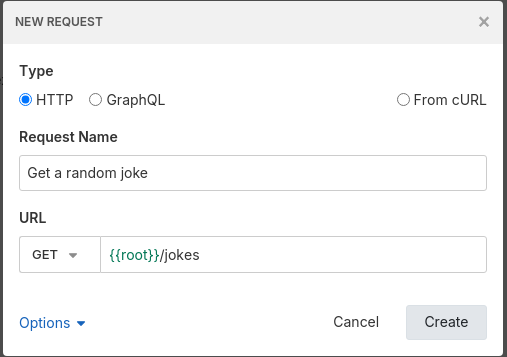 NEW REQUEST ×
Type
HTTP GraphQL From cURL
Request Name
Get a random joke
URL
GET {{root}}/jokes
Options Cancel Create